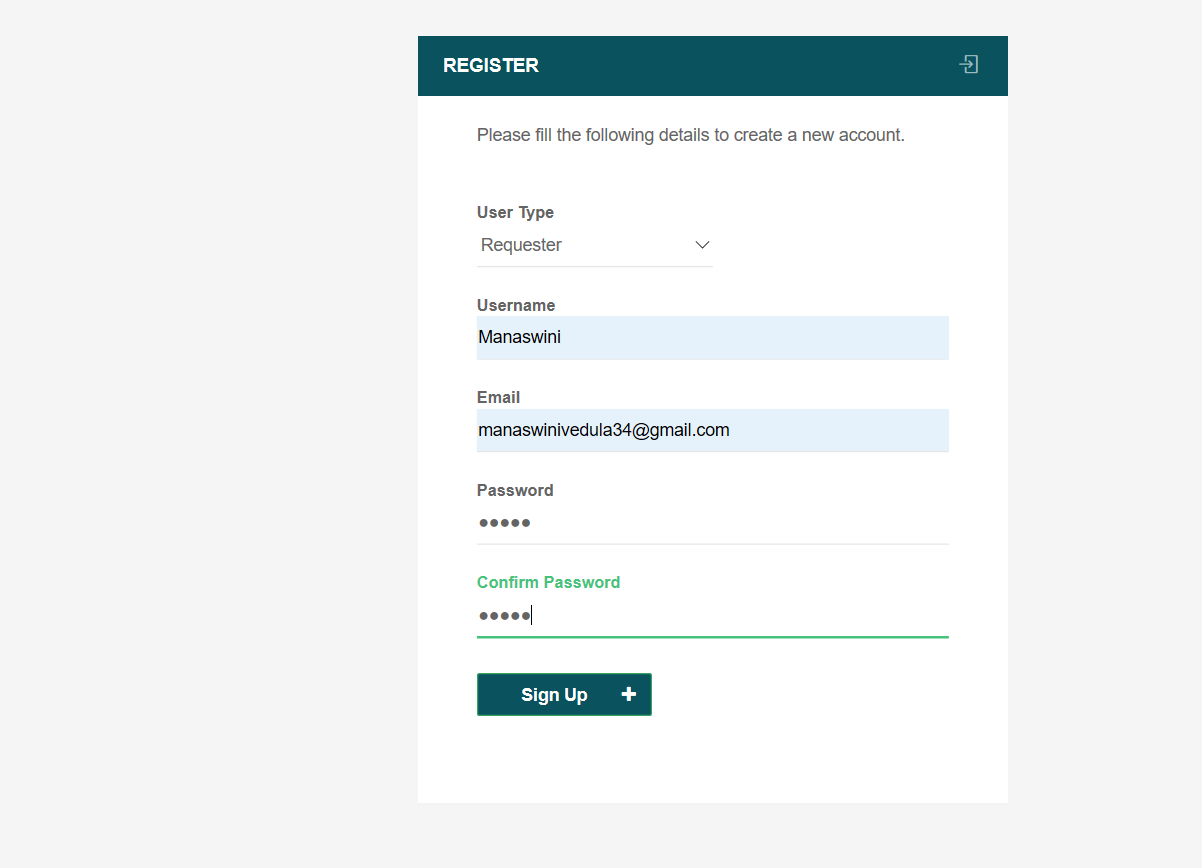 REGISTER
Please fill the following details to create a new account.
User Type
Requester
Username
Manaswini
Email
manaswinivedula34@gmail.com
Password
●●●●●
Confirm Password
●●●●●
Sign Up